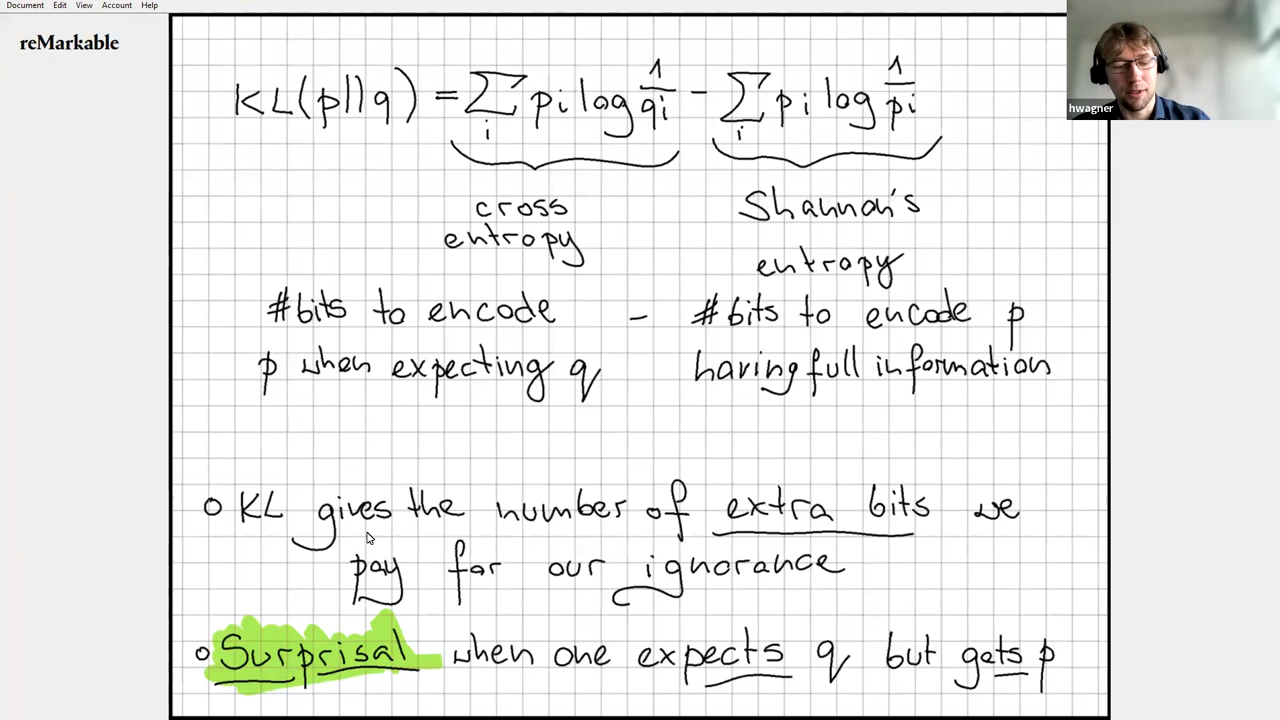 Document Edit View Account Help
reMarkable
hwagner
KL(p||q) = ∑ᵢ pᵢ log 1/qᵢ - ∑ᵢ pᵢ log 1/pᵢ
cross entropy
Shannon's entropy
#bits to encode - #bits to encode p
p when expecting q having full information
o KL gives the number of extra bits we
pay for our ignorance
o Surprisal when one expects q but gets p